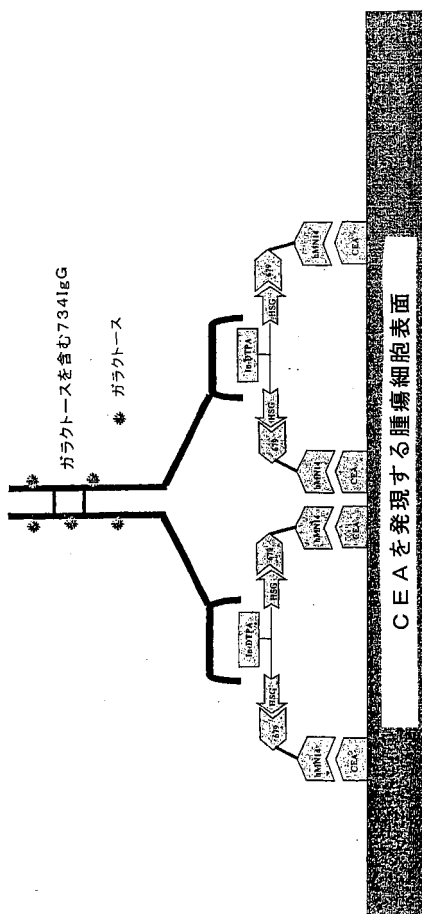 ガラクトースを含む734IgG
ガラクトース
In-DTPA
In-DTPA
679
HSG
HSG
679
679
HSG
HSG
679
hMN14
hMN14
hMN14
hMN14
CEA
CEA
CEA
CEA
CEAを発現する腫瘍細胞表面